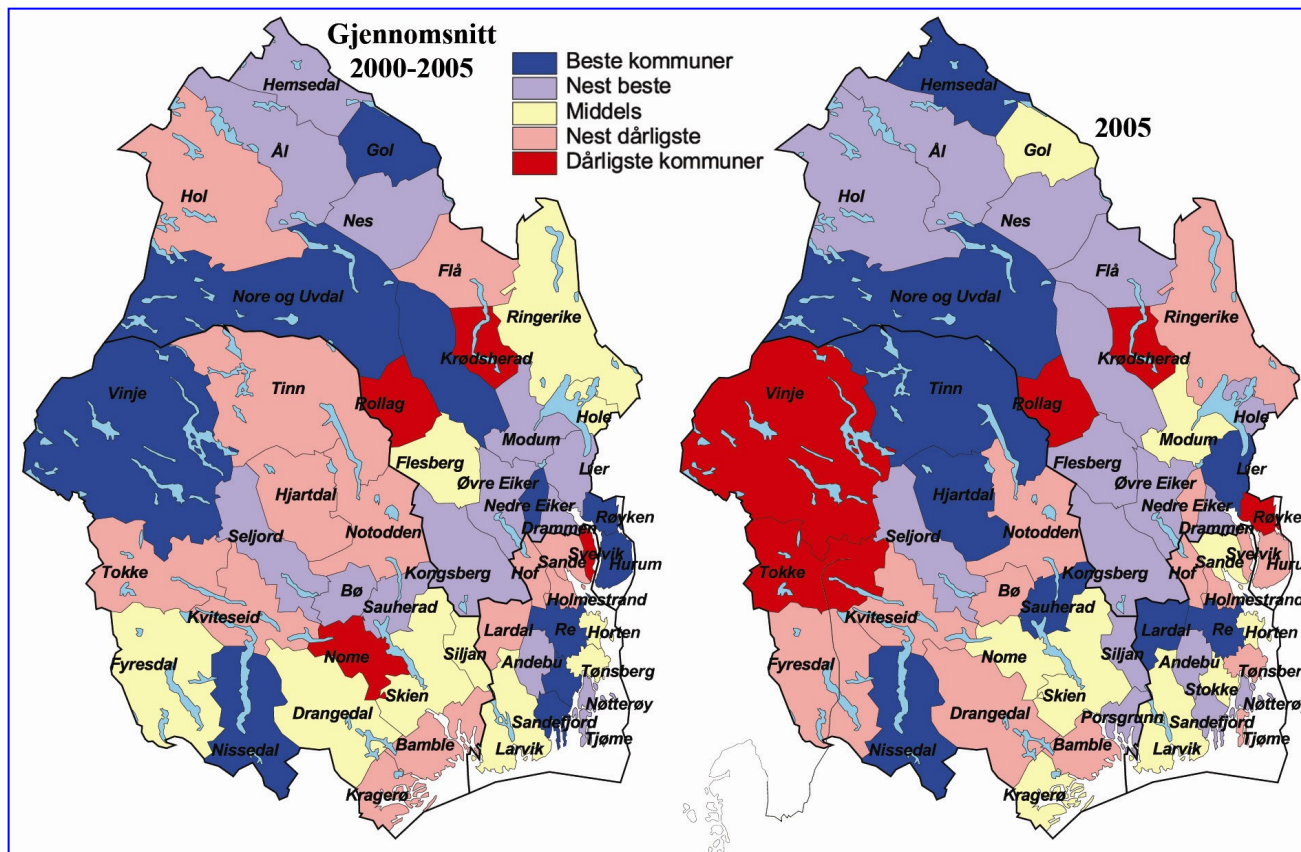 Gjennomsnitt
2000-2005
Beste kommuner
Nest beste
Middels
Nest dårligste
Dårligste kommuner
2005
Hemsedal
Ål
Gol
Hol
Nes
Flå
Nore og Uvdal
Ringerike
Krødsherad
Vinje
Tinn
Rollag
Hole
Modum
Flesberg
Lier
Øvre Eiker
Hjartdal
Nedre Eiker
Røyken
Seljord
Notodden
Drammen
Svelvik
Sande
Hurum
Tokke
Kongsberg
Hof
Bø
Holmestrand
Sauherad
Kviteseid
Lardal
Re
Horten
Nome
Siljan
Fyresdal
Andebu
Tønsberg
Skien
Drangedal
Nøtterøy
Sandefjord
Nissedal
Bamble
Tjøme
Larvik
Kragerø
Hemsedal
Ål
Gol
Hol
Nes
Flå
Nore og Uvdal
Ringerike
Krødsherad
Vinje
Tinn
Rollag
Hole
Modum
Flesberg
Lier
Øvre Eiker
Hjartdal
Nedre Eiker
Røyken
Seljord
Notodden
Drammen
Svelvik
Sande
Huru
Tokke
Kongsberg
Hof
Bø
Holmestrand
Sauherad
Kviteseid
Lardal
Re
Horten
Nome
Siljan
Fyresdal
Andebu
Tønsberg
Skien
Stokke
Drangedal
Nøtterøy
Porsgrunn
Sandefjord
Nissedal
Bamble
Tjøme
Larvik
Kragerø